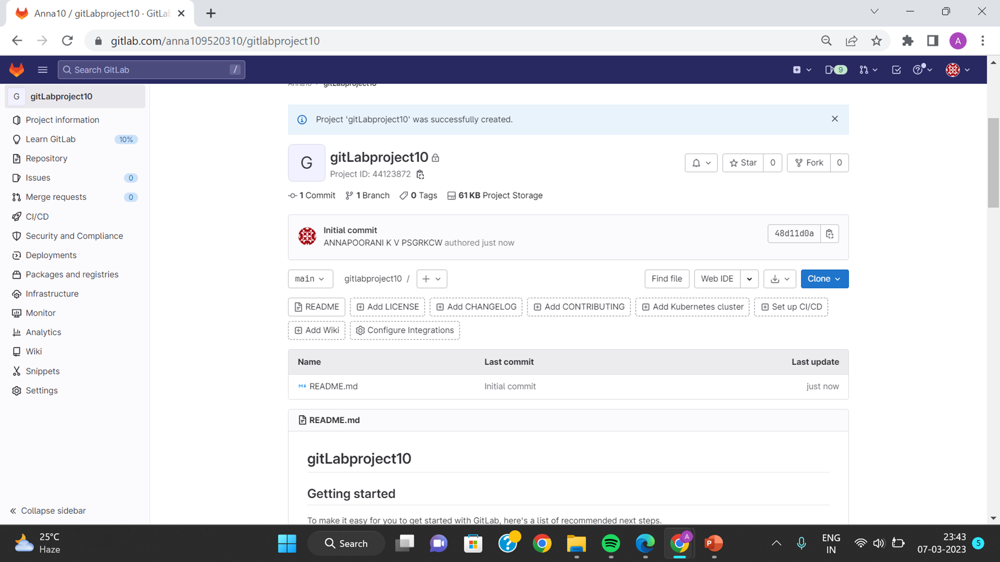 Anna10 / gitLabproject10 · GitLab
gitlab.com/anna109520310/gitlabproject10
A
Search GitLab /
9
Anna10 › gitLabproject10
G gitLabproject10
Project information
Learn GitLab 10%
Repository
Issues 0
Merge requests 0
CI/CD
Security and Compliance
Deployments
Packages and registries
Infrastructure
Monitor
Analytics
Wiki
Snippets
Settings
Collapse sidebar
Project 'gitLabproject10' was successfully created.
G
gitLabproject10
Project ID: 44123872
Star 0
Fork 0
1 Commit 1 Branch 0 Tags 61 KB Project Storage
Initial commit
ANNAPOORANI K V PSGRKCW authored just now
48d11d0a
main gitlabproject10 / + Find file Web IDE Clone
README Add LICENSE Add CHANGELOG Add CONTRIBUTING Add Kubernetes cluster Set up CI/CD
Add Wiki Configure Integrations
Name Last commit Last update
README.md Initial commit just now
README.md
gitLabproject10
Getting started
To make it easy for you to get started with GitLab, here's a list of recommended next steps.
25°C
Haze
Search
A
P
ENG
IN
23:43
07-03-2023
5